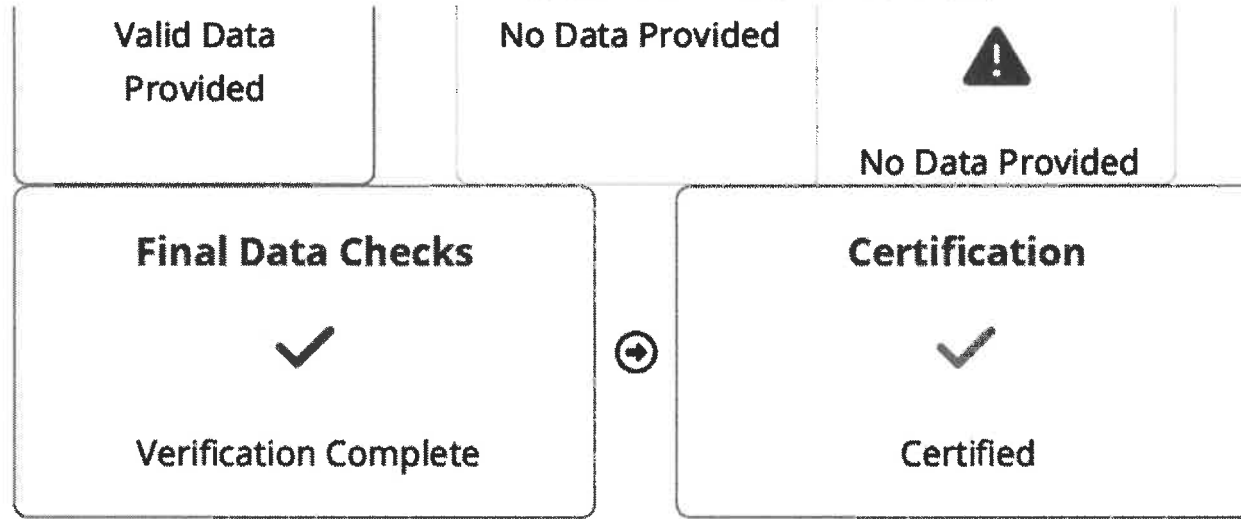 Valid Data
Provided
No Data Provided
No Data Provided
Final Data Checks
Verification Complete
Certification
Certified